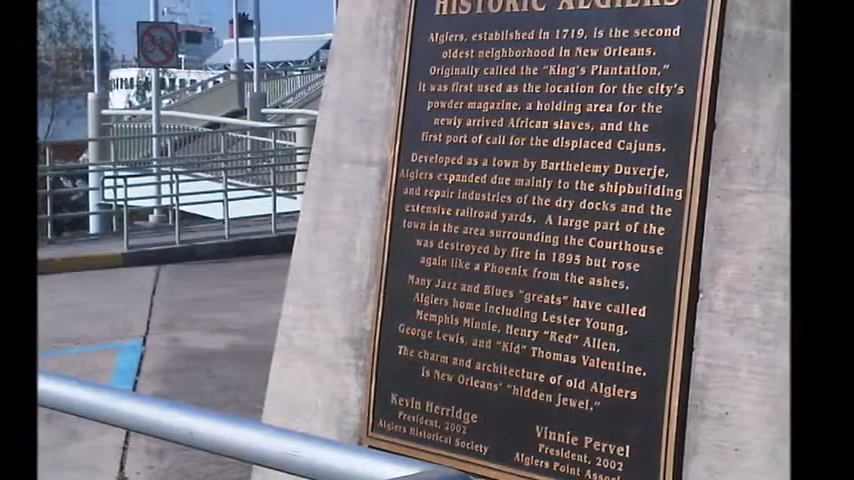 HISTORIC ALGIERS
Algiers, established in 1719, is the second
oldest neighborhood in New Orleans.
Originally called the "King's Plantation,"
it was first used as the location for the city's
powder magazine, a holding area for the
newly arrived African slaves, and the
first port of call for the displaced Cajuns.
Developed as a town by Barthelemy Duverje,
Algiers expanded due mainly to the shipbuilding
and repair industries of the dry docks and the
extensive railroad yards. A large part of the
town in the area surrounding the Courthouse
was destroyed by fire in 1895 but rose
again like a Phoenix from the ashes.
Many Jazz and Blues "greats" have called
Algiers home including Lester Young,
Memphis Minnie, Henry "Red" Allen,
George Lewis, and "Kid" Thomas Valentine.
The charm and architecture of old Algiers
is New Orleans' "hidden jewel,"
Kevin Herridge
President, 2002
Algiers Historical Society
Vinnie Pervel
President, 2002
Algiers Point